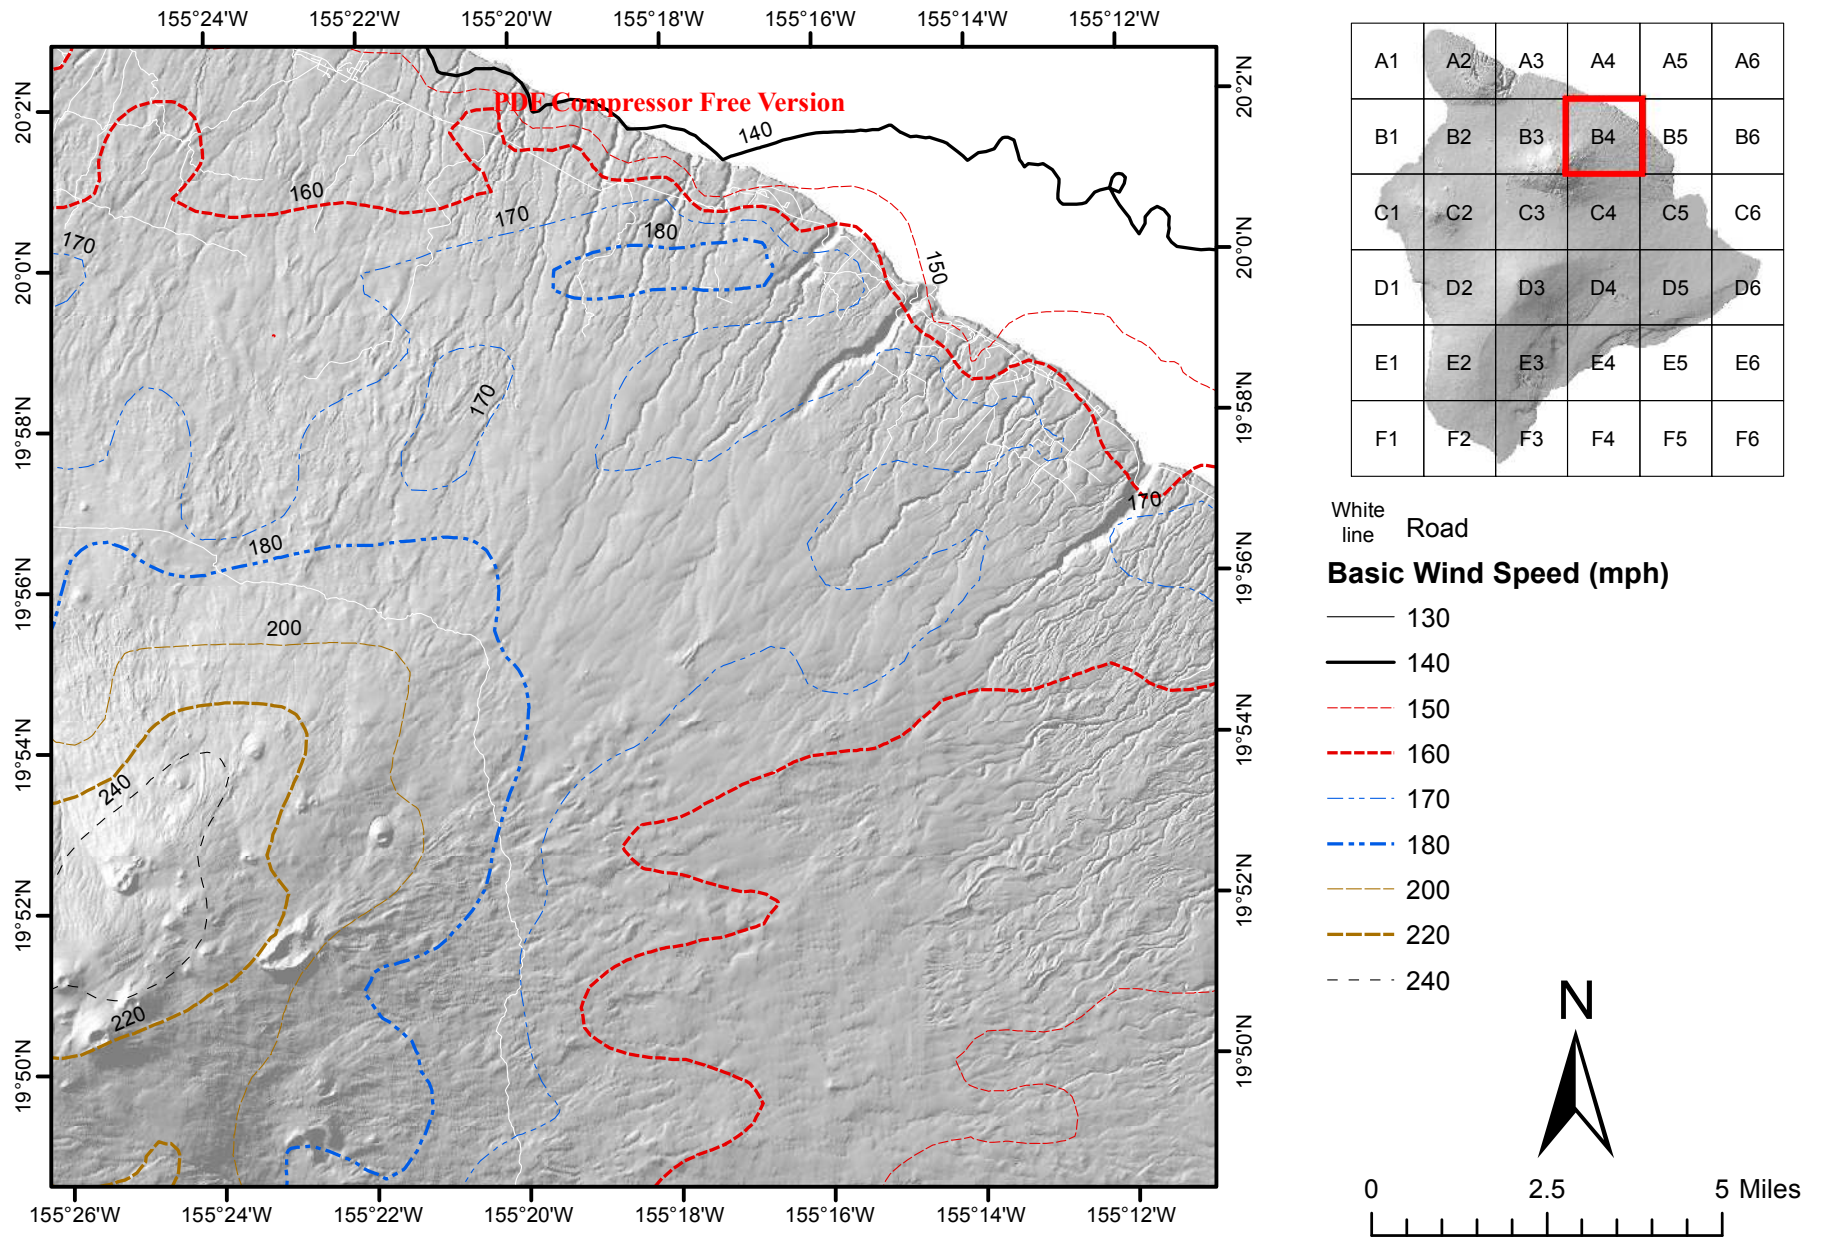 155°24'W 155°22'W 155°20'W 155°18'W 155°16'W 155°14'W 155°12'W
20°2'N
20°0'N
19°58'N
19°56'N
19°54'N
19°52'N
19°50'N
PDF Compressor Free Version
140
160
170
180
170
150
170
170
180
200
240
220
20°2'N
20°0'N
19°58'N
19°56'N
19°54'N
19°52'N
19°50'N
155°26'W 155°24'W 155°22'W 155°20'W 155°18'W 155°16'W 155°14'W 155°12'W
A1 A2 A3 A4 A5 A6
B1 B2 B3 B4 B5 B6
C1 C2 C3 C4 C5 C6
D1 D2 D3 D4 D5 D6
E1 E2 E3 E4 E5 E6
F1 F2 F3 F4 F5 F6
White
line Road
Basic Wind Speed (mph)
130
140
150
160
170
180
200
220
240
N
0 2.5 5 Miles